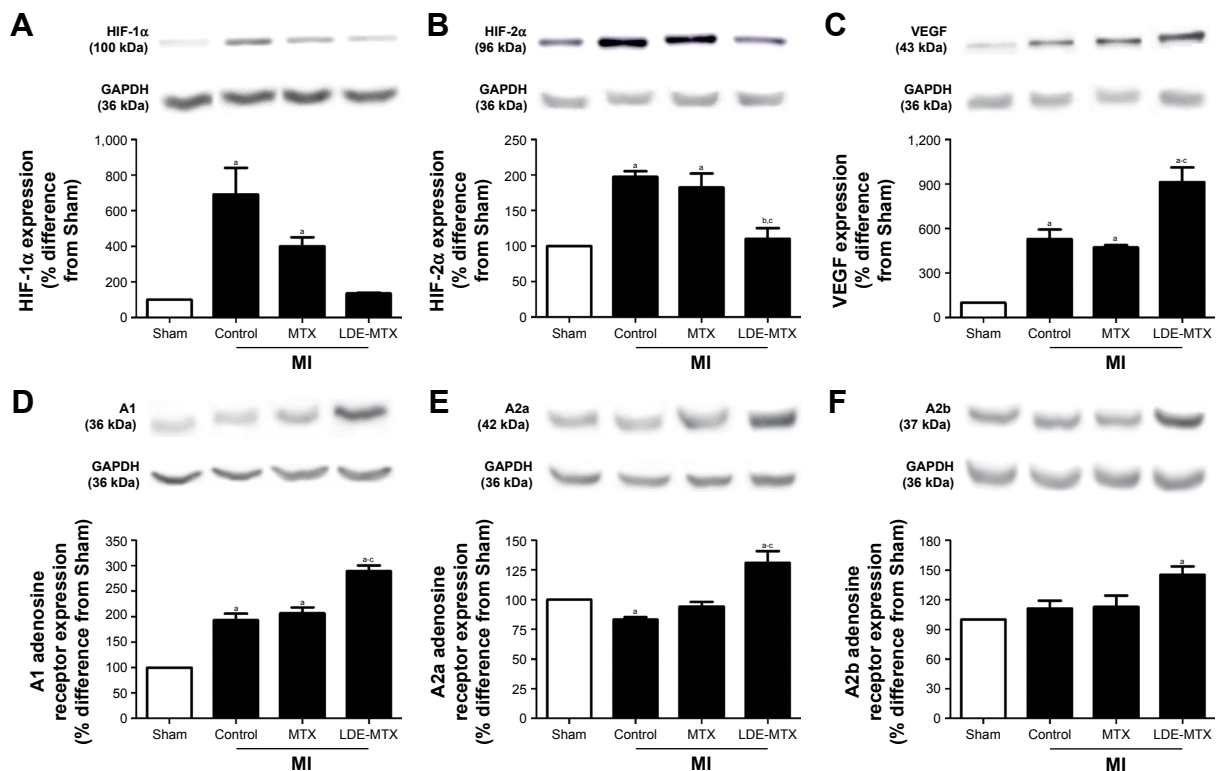 A
HIF-1α
(100 kDa)
GAPDH
(36 kDa)
HIF-1α expression
(% difference
from Sham)
1,000
800
600
400
200
0
a
a
Sham
Control
MTX
LDE-MTX
MI
B
HIF-2α
(96 kDa)
GAPDH
(36 kDa)
HIF-2α expression
(% difference
from Sham)
250
200
150
100
50
0
a
a
b,c
Sham
Control
MTX
LDE-MTX
MI
C
VEGF
(43 kDa)
GAPDH
(36 kDa)
VEGF expression
(% difference
from Sham)
1,200
900
600
300
0
a
a
a-c
Sham
Control
MTX
LDE-MTX
MI
D
A1
(36 kDa)
GAPDH
(36 kDa)
A1 adenosine
receptor expression
(% difference from Sham)
350
300
250
200
150
100
50
0
a
a
a-c
Sham
Control
MTX
LDE-MTX
MI
E
A2a
(42 kDa)
GAPDH
(36 kDa)
A2a adenosine
receptor expression
(% difference from Sham)
150
125
100
75
50
25
0
a
a-c
Sham
Control
MTX
LDE-MTX
MI
F
A2b
(37 kDa)
GAPDH
(36 kDa)
A2b adenosine
receptor expression
(% difference from Sham)
180
150
120
90
60
30
0
a
Sham
Control
MTX
LDE-MTX
MI